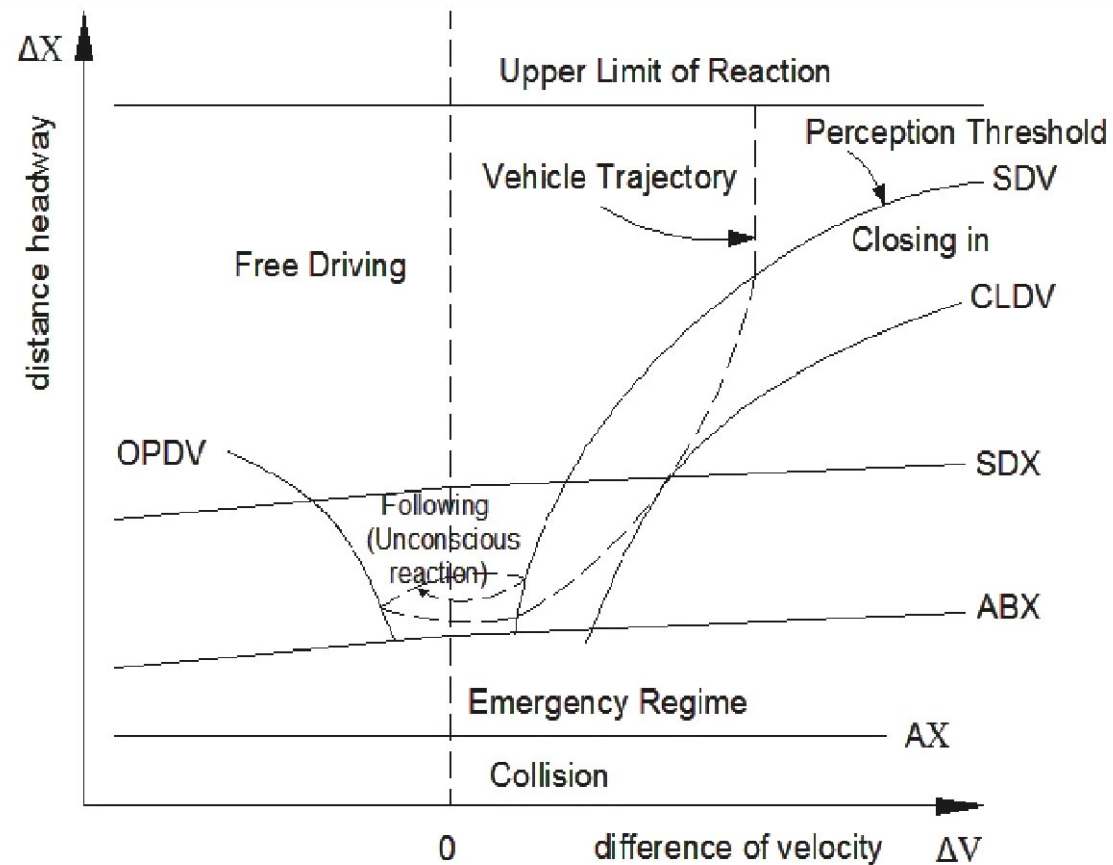 ΔX
Upper Limit of Reaction
distance headway
Perception Threshold
SDV
Vehicle Trajectory
Closing in
Free Driving
CLDV
OPDV
SDX
Following
(Unconscious
reaction)
ABX
Emergency Regime
AX
Collision
0
difference of velocity ΔV